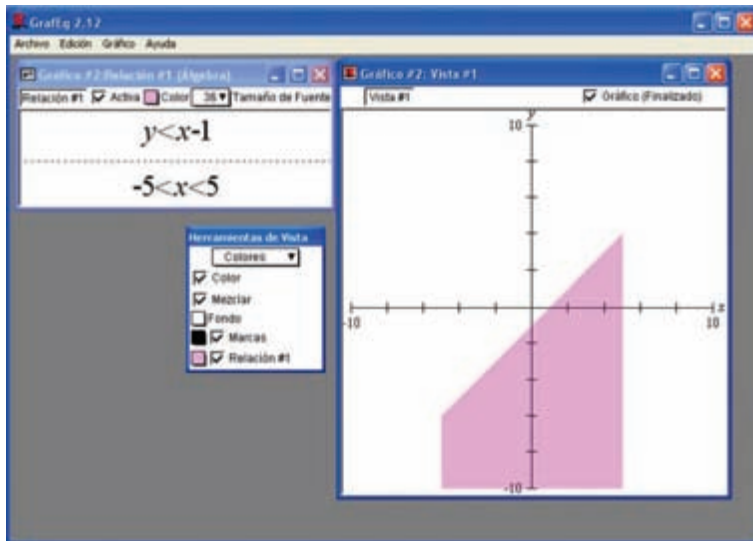 GrafEq 2.12
Archivo Edición Gráfico Ayuda
Gráfico #2:Relación #1 (Álgebra)
Relación #1 Activa Color 36 Tamaño de Fuente
y<x-1
-5<x<5
Herramientas de Vista
Colores
Color
Mezclar
Fondo
Marcas
Relación #1
Gráfico #2: Vista #1
Vista #1 Gráfico (Finalizado)
y
10
-10 10 x
-10